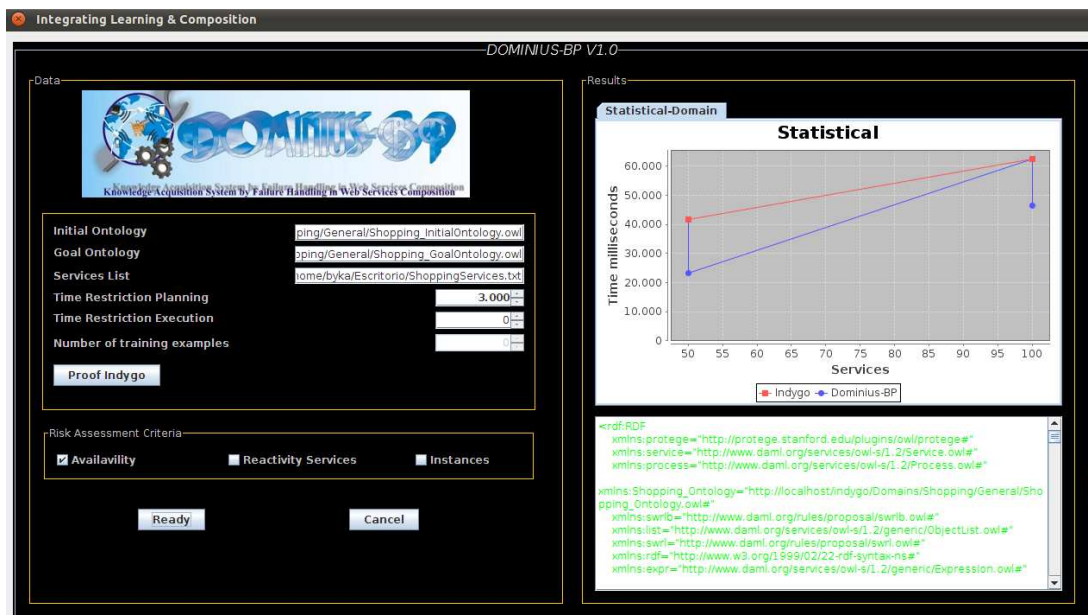 Integrating Learning & Composition
DOMINIUS-BP V1.0
Data
DOMINIUS-BP
Knowledge Acquisition System by Failure Handling in Web Services Composition
Initial Ontology
ping/General/Shopping_InitialOntology.owl
Goal Ontology
pping/General/Shopping_GoalOntology.owl
Services List
home/byka/Escritorio/ShoppingServices.txt
Time Restriction Planning
3.000
Time Restriction Execution
0
Number of training examples
0
Proof Indygo
Risk Assessment Criteria
Availavility
Reactivity Services
Instances
Ready
Cancel
Results
Statistical-Domain
Statistical
Time milliseconds
60.000
50.000
40.000
30.000
20.000
10.000
0
50 55 60 65 70 75 80 85 90 95 100
Services
Indygo Dominius-BP
<rdf:RDF
xmlns:protege="http://protege.stanford.edu/plugins/owl/protege#"
xmlns:service="http://www.daml.org/services/owl-s/1.2/Service.owl#"
xmlns:process="http://www.daml.org/services/owl-s/1.2/Process.owl#"
xmlns:Shopping_Ontology="http://localhost/indygo/Domains/Shopping/General/Sho
pping_Ontology.owl#"
xmlns:swrlb="http://www.daml.org/rules/proposal/swrlb.owl#"
xmlns:list="http://www.daml.org/services/owl-s/1.2/generic/ObjectList.owl#"
xmlns:swrl="http://www.daml.org/rules/proposal/swrl.owl#"
xmlns:rdf="http://www.w3.org/1999/02/22-rdf-syntax-ns#"
xmlns:expr="http://www.daml.org/services/owl-s/1.2/generic/Expression.owl#"